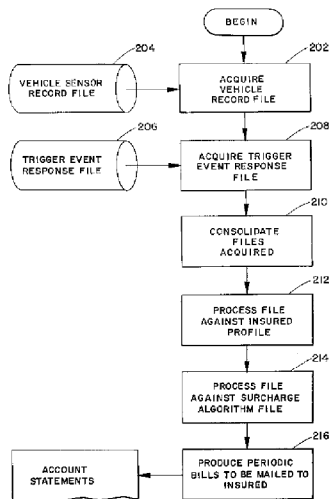 BEGIN
204
202
VEHICLE SENSOR
RECORD FILE
ACQUIRE
VEHICLE
RECORD FILE
206
208
TRIGGER EVENT
RESPONSE FILE
ACQUIRE TRIGGER
EVENT RESPONSE
FILE
210
CONSOLIDATE
FILES
ACQUIRED
212
PROCESS FILE
AGAINST INSURED
PROFILE
214
PROCESS FILE
AGAINST SURCHARGE
ALGORITHM FILE
216
ACCOUNT
STATEMENTS
PRODUCE PERIODIC
BILLS TO BE MAILED TO
INSURED